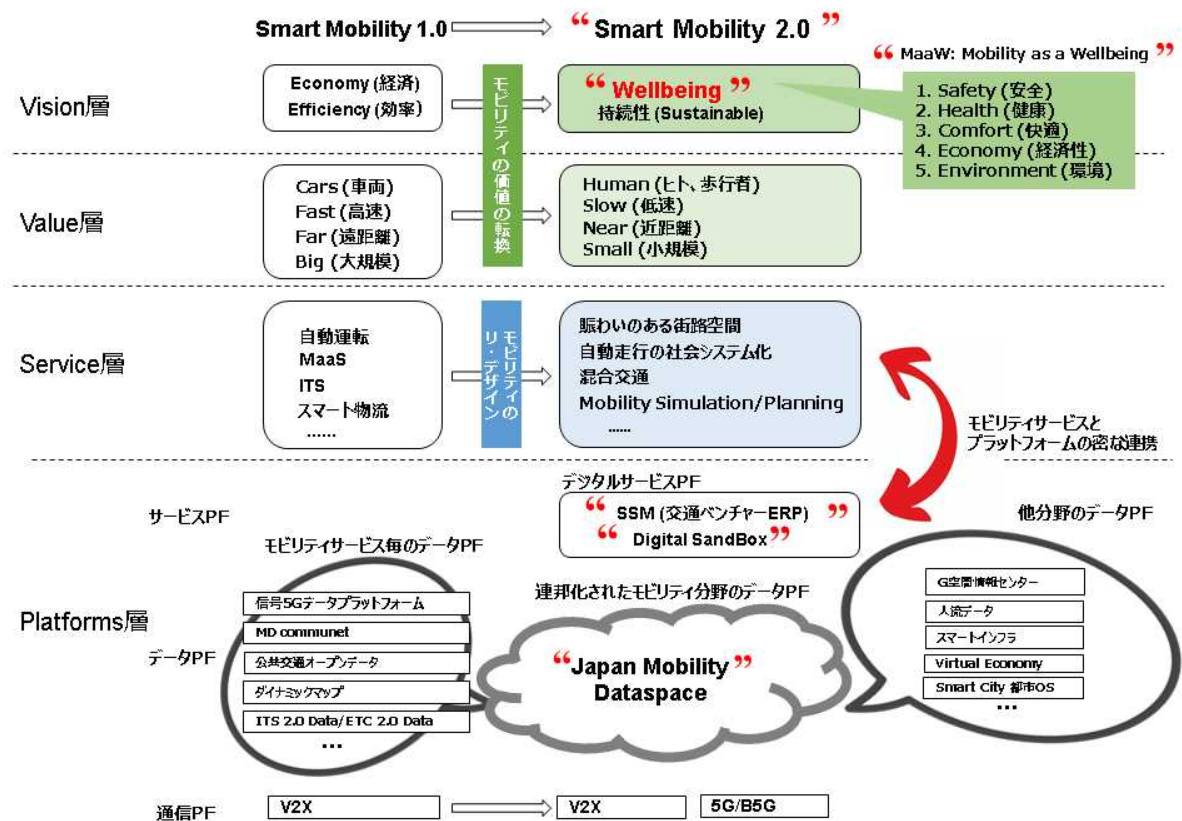 Smart Mobility 1.0
“ Smart Mobility 2.0 ”
“ MaaW: Mobility as a Wellbeing ”
Vision層
Economy (経済)
Efficiency (効率)
モビリティの価値の転換
“ Wellbeing ”
持続性 (Sustainable)
1. Safety (安全)
2. Health (健康)
3. Comfort (快適)
4. Economy (経済性)
5. Environment (環境)
Value層
Cars (車両)
Fast (高速)
Far (遠距離)
Big (大規模)
Human (ヒト、歩行者)
Slow (低速)
Near (近距離)
Small (小規模)
Service層
自動運転
MaaS
ITS
スマート物流
......
モビリティの
リ・デザイン
賑わいのある街路空間
自動走行の社会システム化
混合交通
Mobility Simulation/Planning
......
モビリティサービスと
プラットフォームの密な連携
Platforms層
サービスPF
デジタルサービスPF
“ SSM (交通ベンチャーERP) ”
“ Digital SandBox ”
データPF
モビリティサービス毎のデータPF
信号5Gデータプラットフォーム
MD communet
公共交通オープンデータ
ダイナミックマップ
ITS 2.0 Data/ETC 2.0 Data
...
連邦化されたモビリティ分野のデータPF
“Japan Mobility”
Dataspace
他分野のデータPF
G空間情報センター
人流データ
スマートインフラ
Virtual Economy
Smart City 都市OS
...
通信PF
V2X
V2X
5G/B5G